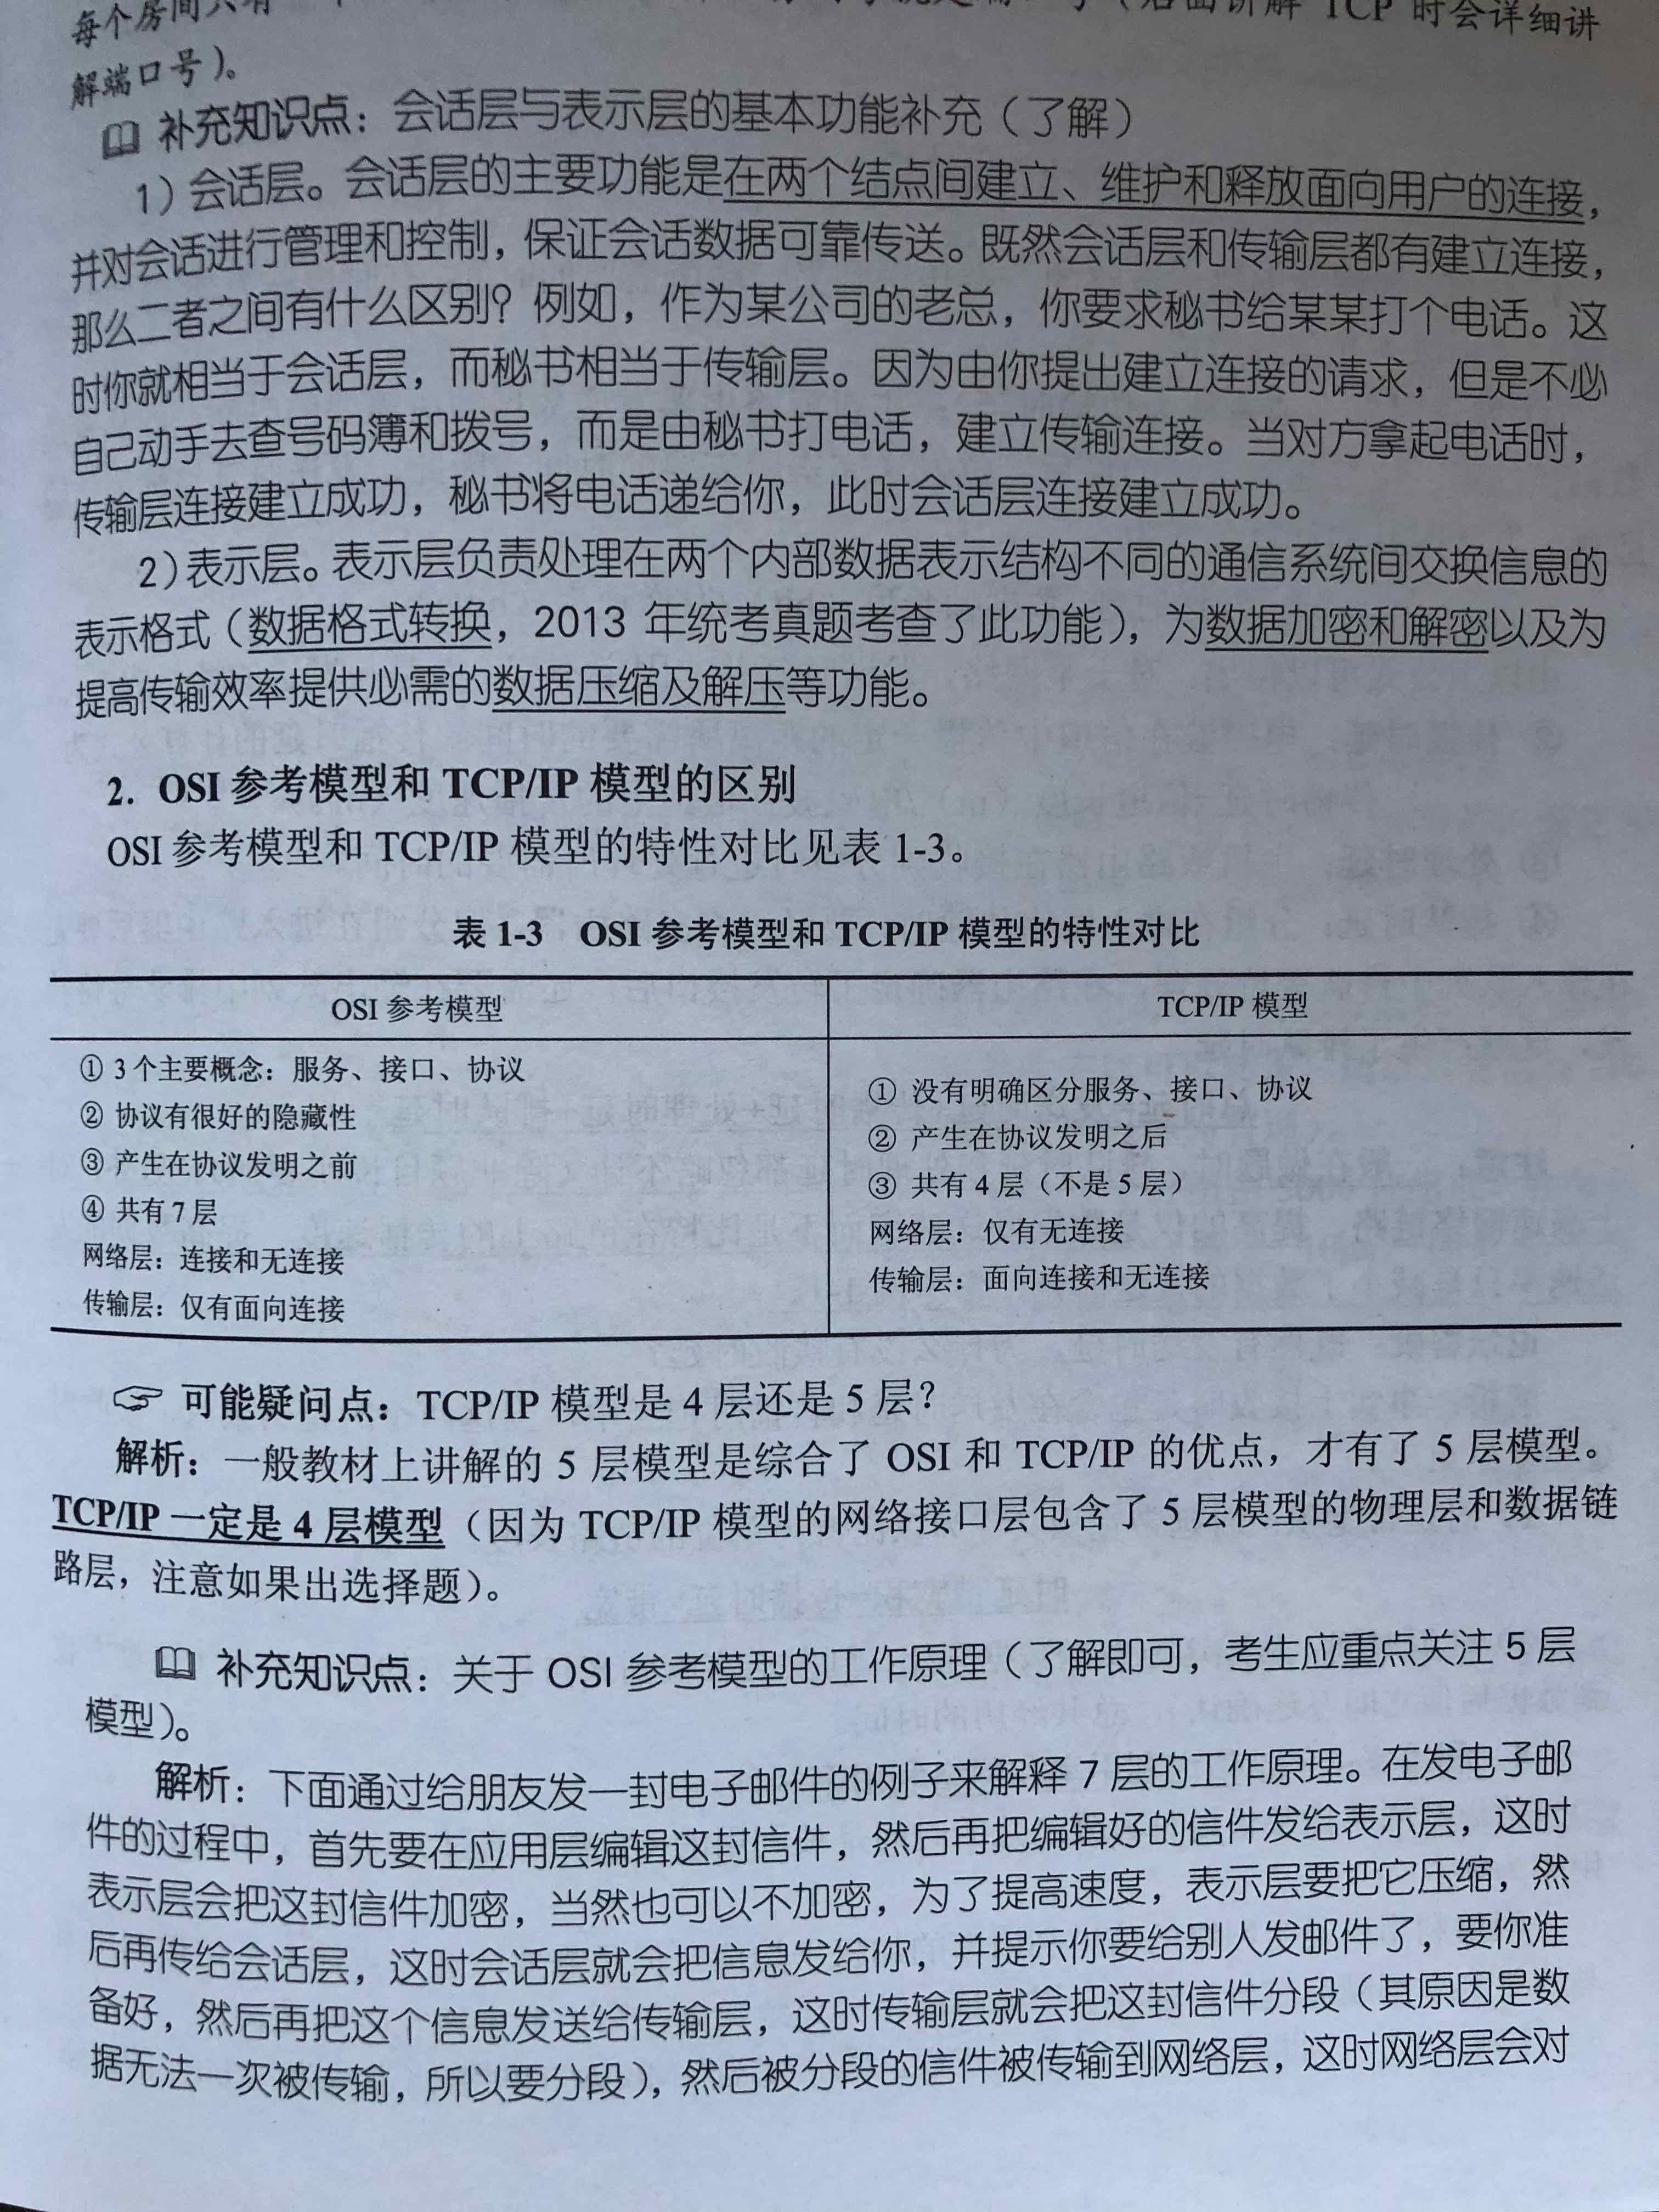 每个房间只有
TCP 时会详细讲
解端口号）。
补充知识点：会话层与表示层的基本功能补充（了解）
1）会话层。会话层的主要功能是在两个结点间建立、维护和释放面向用户的连接，
并对会话进行管理和控制，保证会话数据可靠传送。既然会话层和传输层都有建立连接，
那么二者之间有什么区别？例如，作为某公司的老总，你要求秘书给某某打个电话。这
时你就相当于会话层，而秘书相当于传输层。因为由你提出建立连接的请求，但是不必
自己动手去查号码簿和拨号，而是由秘书打电话，建立传输连接。当对方拿起电话时，
传输层连接建立成功，秘书将电话递给你，此时会话层连接建立成功。
2）表示层。表示层负责处理在两个内部数据表示结构不同的通信系统间交换信息的
表示格式（数据格式转换，2013 年统考真题考查了此功能），为数据加密和解密以及为
提高传输效率提供必需的数据压缩及解压等功能。
2．OSI 参考模型和 TCP/IP 模型的区别
OSI 参考模型和 TCP/IP 模型的特性对比见表 1-3。
表 1-3 OSI 参考模型和 TCP/IP 模型的特性对比
OSI 参考模型
TCP/IP 模型
① 3 个主要概念：服务、接口、协议
② 协议有很好的隐藏性
③ 产生在协议发明之前
④ 共有 7 层
网络层：连接和无连接
传输层：仅有面向连接
① 没有明确区分服务、接口、协议
② 产生在协议发明之后
③ 共有 4 层（不是 5 层）
网络层：仅有无连接
传输层：面向连接和无连接
可能疑问点：TCP/IP 模型是 4 层还是 5 层？
解析：一般教材上讲解的 5 层模型是综合了 OSI 和 TCP/IP 的优点，才有了 5 层模型。
TCP/IP 一定是 4 层模型（因为 TCP/IP 模型的网络接口层包含了 5 层模型的物理层和数据链
路层，注意如果出选择题）。
补充知识点：关于 OSI 参考模型的工作原理（了解即可，考生应重点关注 5 层
模型）。
解析：下面通过给朋友发一封电子邮件的例子来解释 7 层的工作原理。在发电子邮
件的过程中，首先要在应用层编辑这封信件，然后再把编辑好的信件发给表示层，这时
表示层会把这封信件加密，当然也可以不加密，为了提高速度，表示层要把它压缩，然
后再传给会话层，这时会话层就会把信息发给你，并提示你要给别人发邮件了，要你准
备好，然后再把这个信息发送给传输层，这时传输层就会把这封信件分段（其原因是数
据无法一次被传输，所以要分段），然后被分段的信件被传输到网络层，这时网络层会对